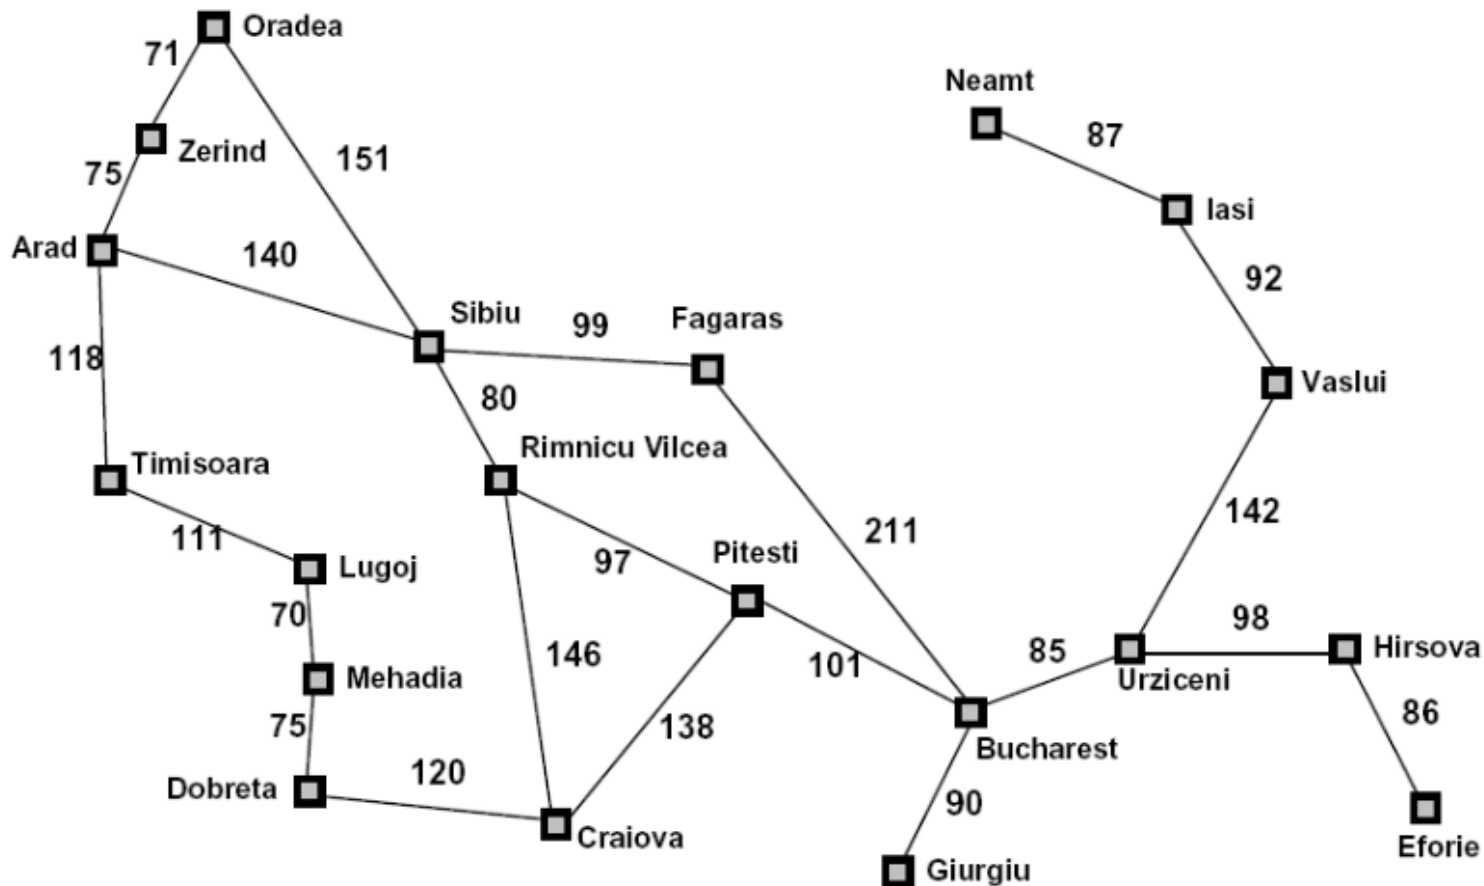 Oradea
71
Neamt
Zerind
87
151
75
Iasi
Arad
140
92
Sibiu
99
Fagaras
118
Vaslui
80
Timisoara
Rimnicu Vilcea
142
211
111
Lugoj
97
Pitesti
70
98
Hirsova
146
101
85
Urziceni
Mehadia
86
75
138
Bucharest
Dobreta
120
90
Craiova
Eforie
Giurgiu